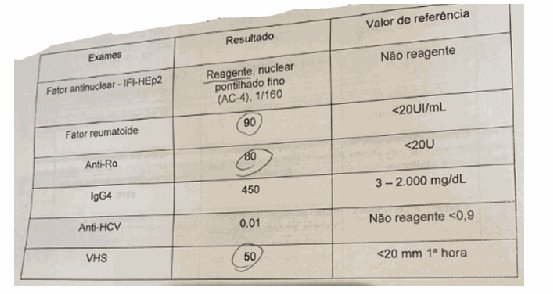 Exames Resultado Valor de referência
Fator antinuclear - IFI-HEp2 Reagente, nuclear Não reagente
pontilhado fino
(AC-4), 1/160
Fator reumatoide 90 <20UI/mL
Anti-Ro 80 <20U
IgG4 450 3 – 2.000 mg/dL
Anti-HCV 0,01 Não reagente <0,9
VHS 50 <20 mm 1ª hora